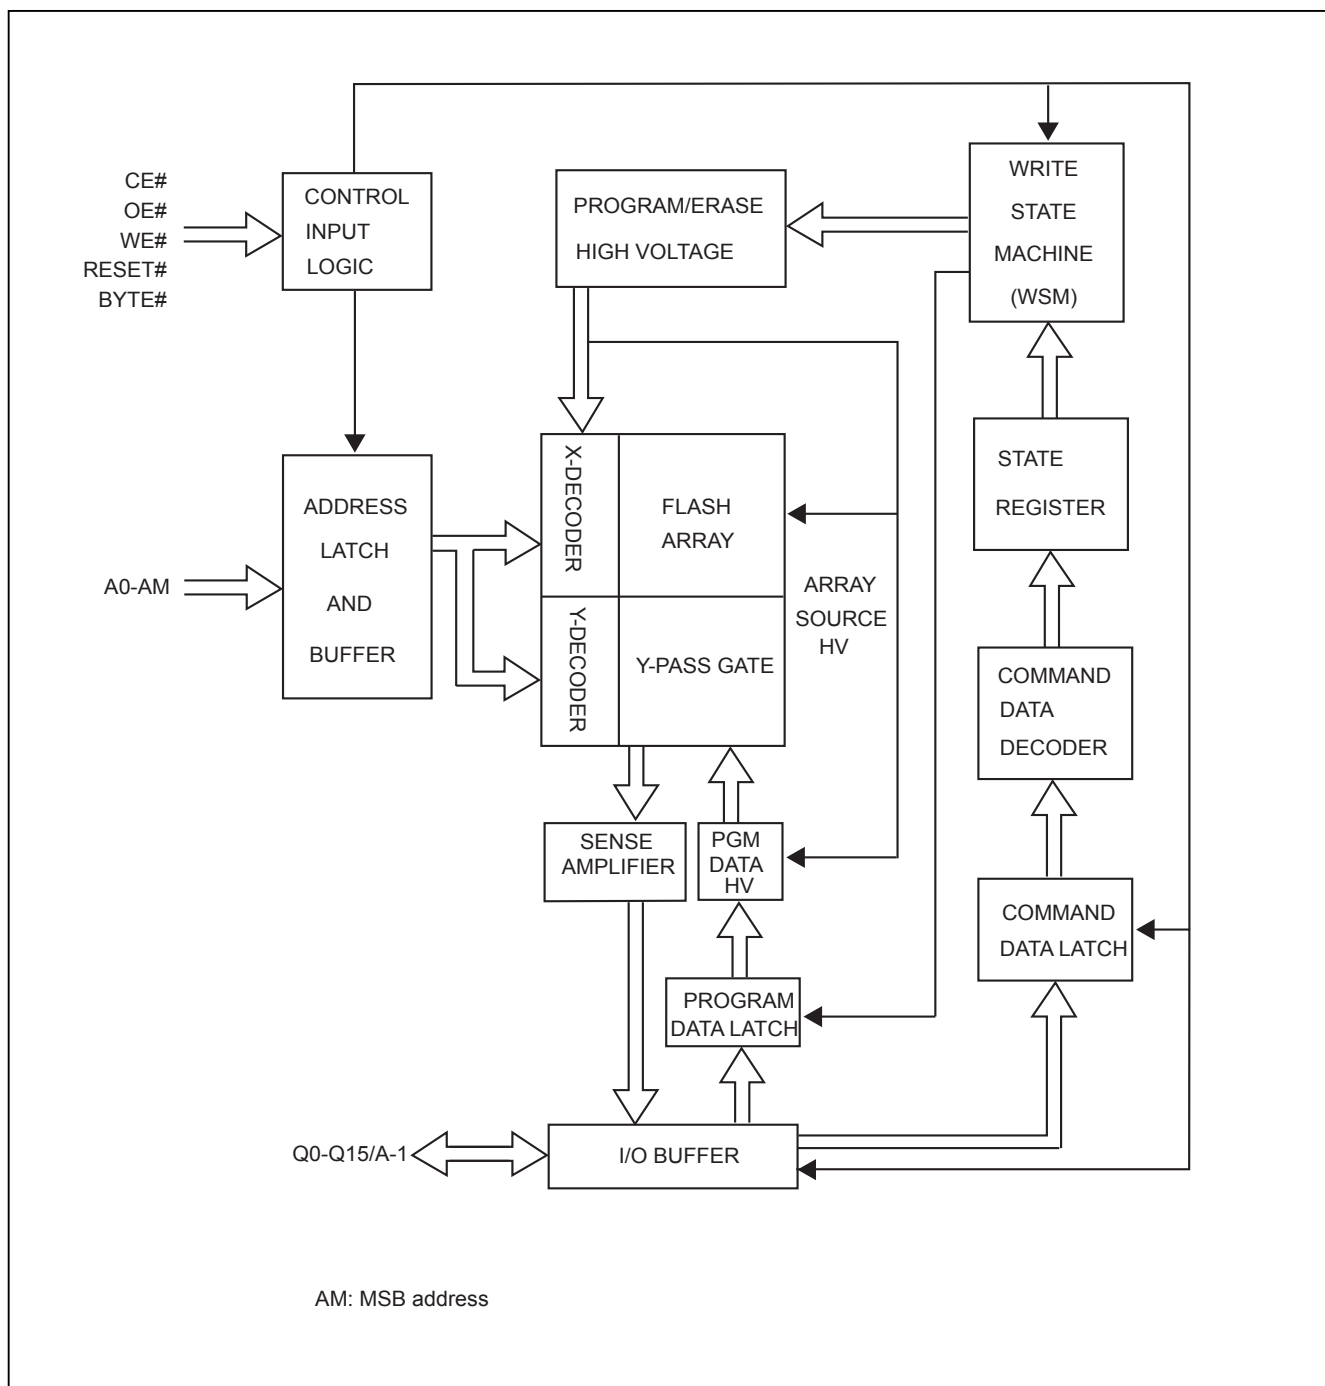 CE#
OE#
WE#
RESET#
BYTE#
CONTROL
INPUT
LOGIC
PROGRAM/ERASE
HIGH VOLTAGE
WRITE
STATE
MACHINE
(WSM)
STATE
REGISTER
A0-AM
ADDRESS
LATCH
AND
BUFFER
X-DECODER
FLASH
ARRAY
Y-DECODER
Y-PASS GATE
ARRAY
SOURCE
HV
COMMAND
DATA
DECODER
SENSE
AMPLIFIER
PGM
DATA
HV
COMMAND
DATA LATCH
PROGRAM
DATA LATCH
Q0-Q15/A-1
I/O BUFFER
AM: MSB address